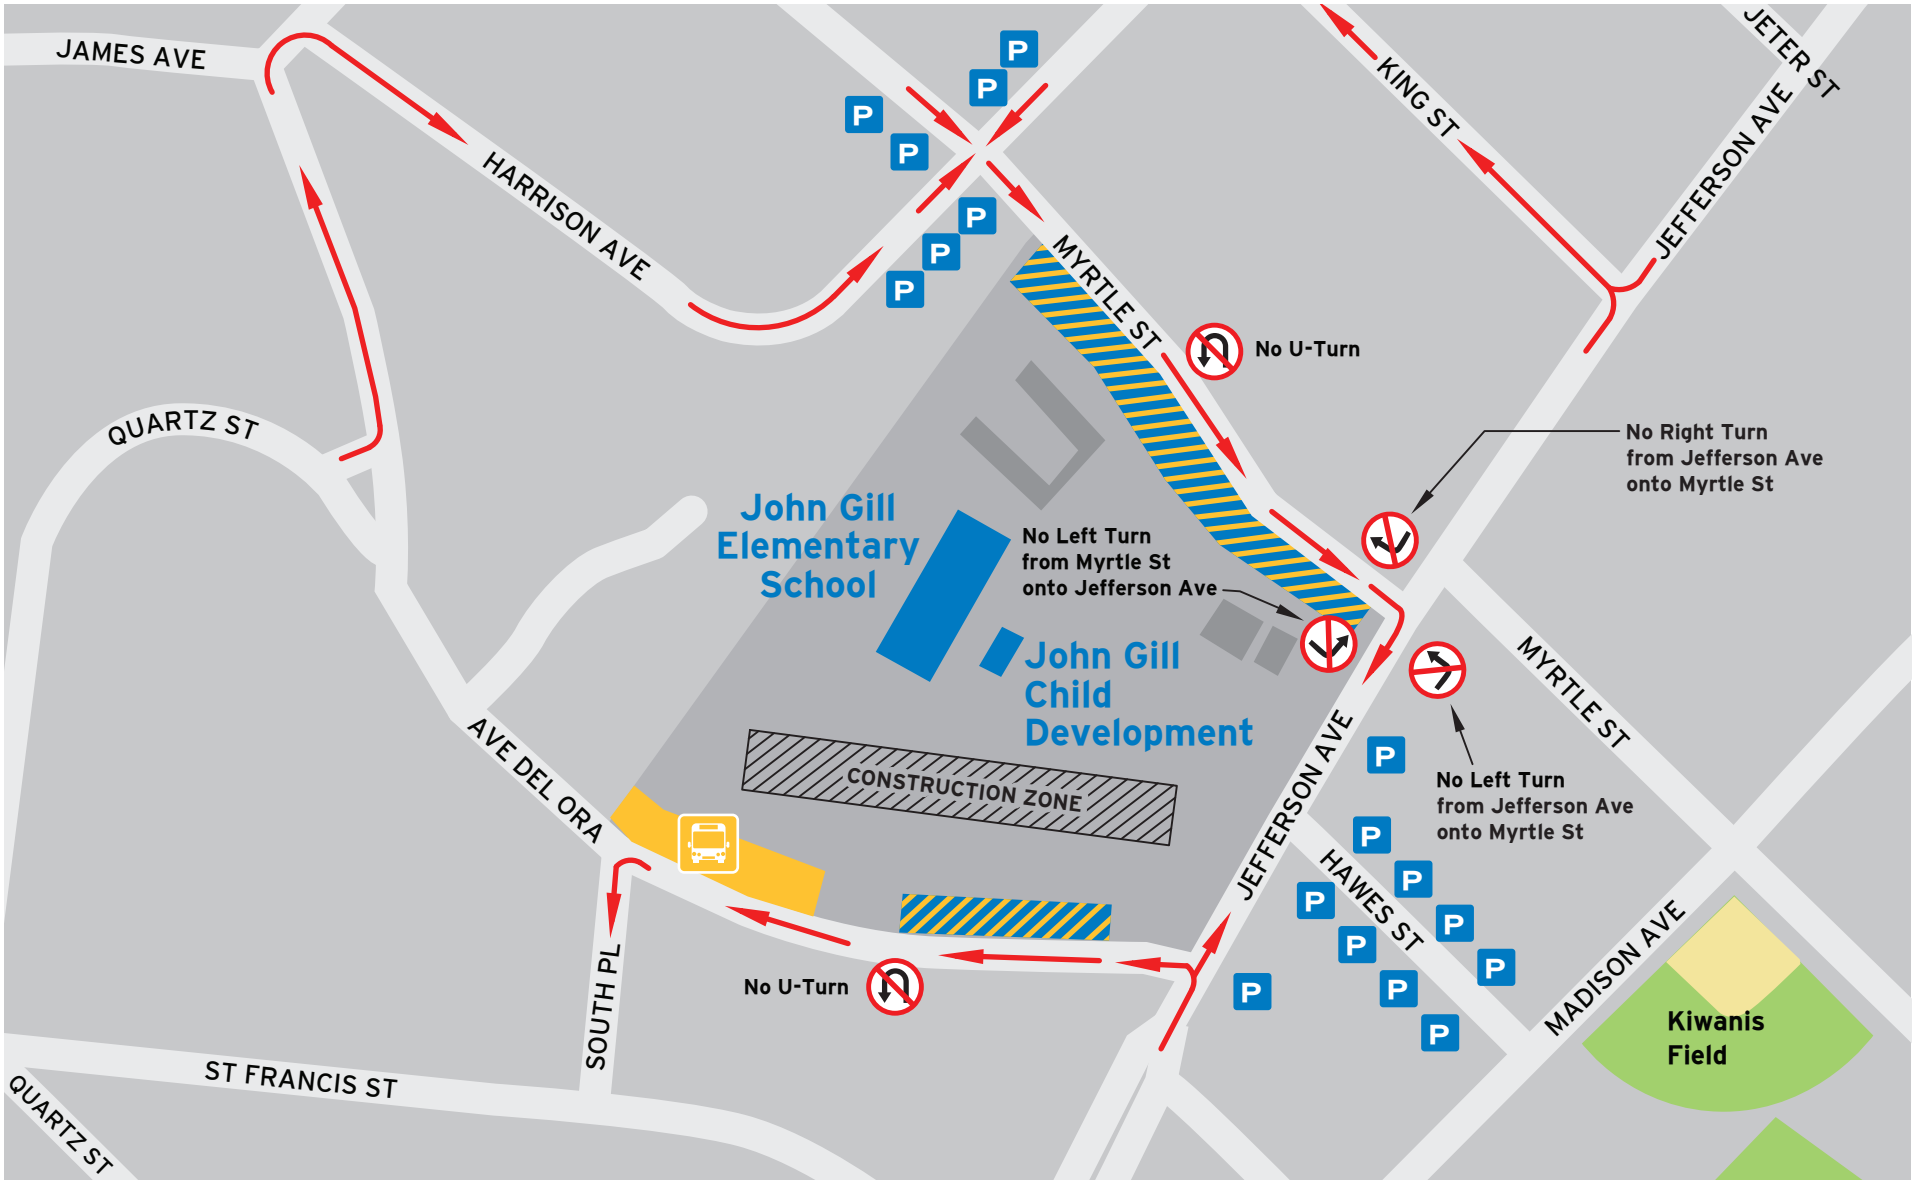 JAMES AVE
HARRISON AVE
QUARTZ ST
P
P
P
P
P
P
P
MYRTLE ST
KING ST
JETER ST
JEFFERSON AVE
No U-Turn
No Right Turn
from Jefferson Ave
onto Myrtle St
John Gill
Elementary
School
No Left Turn
from Myrtle St
onto Jefferson Ave
John Gill
Child
Development
CONSTRUCTION ZONE
AVE DEL ORA
JEFFERSON AVE
MYRTLE ST
No Left Turn
from Jefferson Ave
onto Myrtle St
P
P
P
P
P
P
P
P
P
P
HAWES ST
MADISON AVE
Kiwanis
Field
No U-Turn
SOUTH PL
ST FRANCIS ST
QUARTZ ST